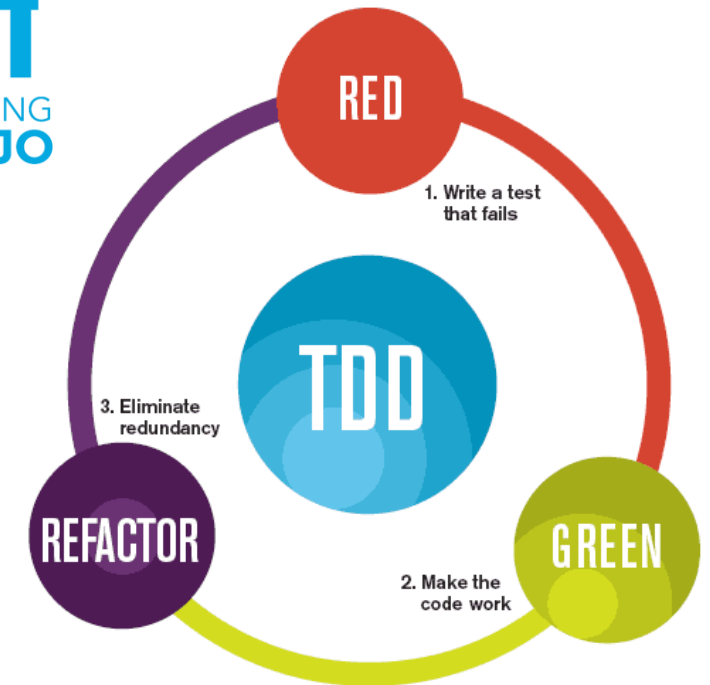 T
NG
JO
RED
1. Write a test
that fails
TDD
3. Eliminate
redundancy
REFACTOR
GREEN
2. Make the
code work